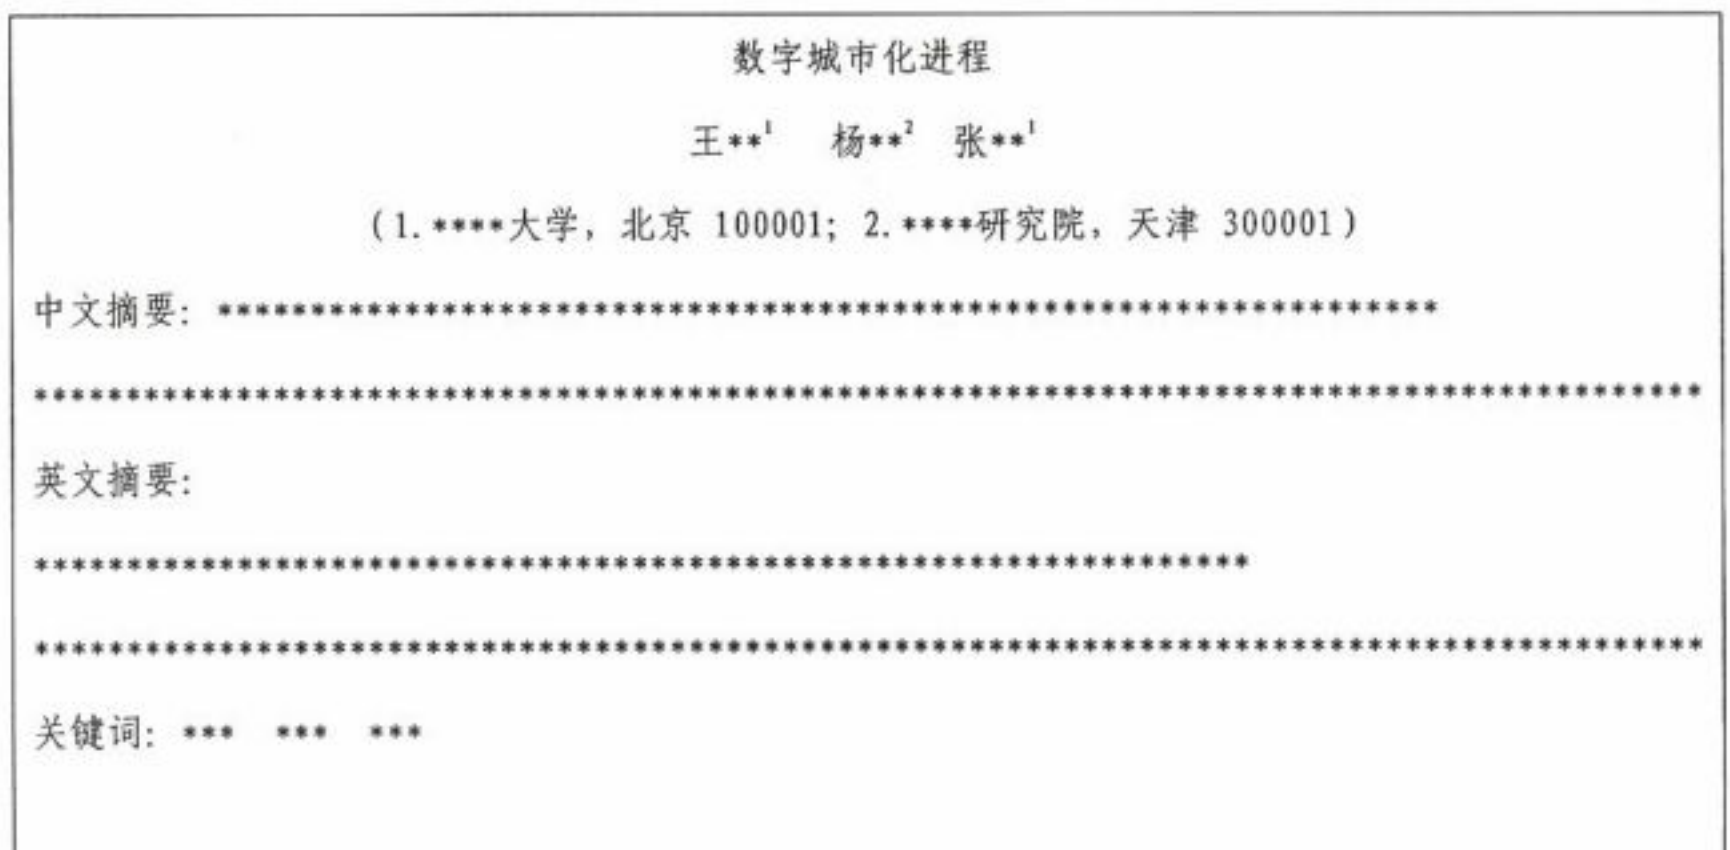 数字城市化进程
王**¹ 杨**² 张**¹
(1.****大学，北京 100001; 2.****研究院，天津 300001)
中文摘要: ******************************************************************
******************************************************************************************
英文摘要:
******************************************************************
******************************************************************************************
关键词: *** *** ***